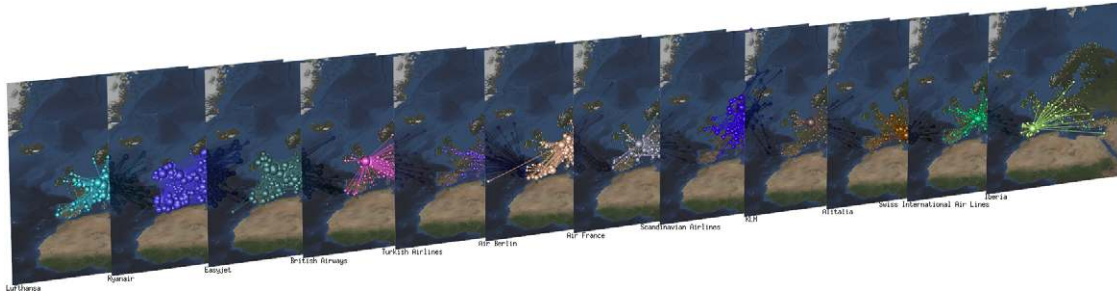 Lufthansa
Ryanair
Easyjet
British Airways
Turkish Airlines
Air Berlin
Air France
Scandinavian Airlines
KLM
Alitalia
Swiss International Air Lines
Iberia